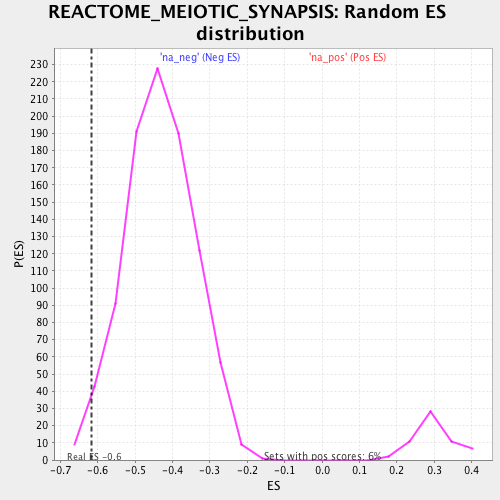 REACTOME_MEIOTIC_SYNAPSIS: Random ES
distribution
'na_neg' (Neg ES)
'na_pos' (Pos ES)
230
220
210
200
190
180
170
160
150
140
130
120
110
100
90
80
70
60
50
40
30
20
10
0
P(ES)
Real ES -0.6
Sets with pos scores: 6%
-0.7 -0.6 -0.5 -0.4 -0.3 -0.2 -0.1 0.0 0.1 0.2 0.3 0.4
ES